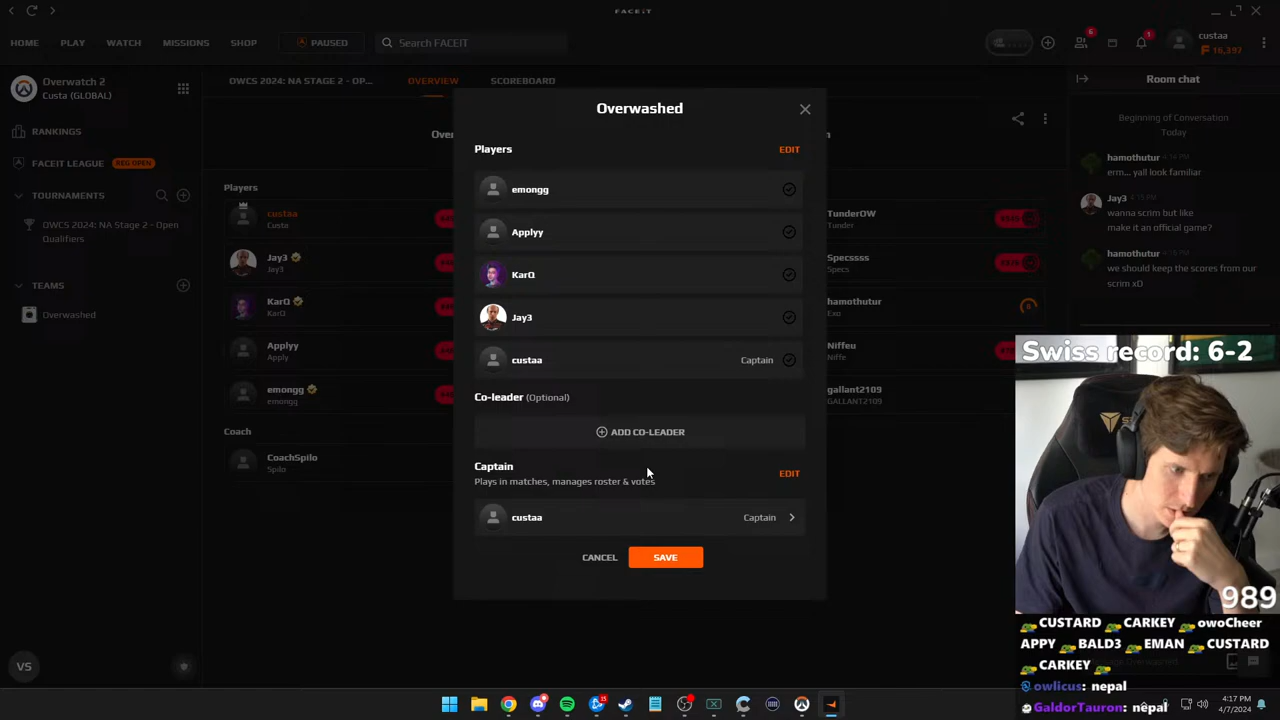 FACEIT
HOME
PLAY
WATCH
MISSIONS
SHOP
PAUSED
Search FACEIT
6
1
custaa
16,397
Overwatch 2
Custa (GLOBAL)
RANKINGS
FACEIT LEAGUE
REG OPEN
TOURNAMENTS
OWCS 2024: NA Stage 2 - Open
Qualifiers
TEAMS
Overwashed
VS
OWCS 2024: NA STAGE 2 - OP...
OVERVIEW
SCOREBOARD
Players
custaa
Custa
Jay3
Jay3
KarQ
KarQ
Applyy
Apply
emongg
emongg
Coach
CoachSpilo
Spilo
Overwashed
Players
EDIT
emongg
Applyy
KarQ
Jay3
custaa
Captain
Co-leader (Optional)
ADD CO-LEADER
Captain
Plays in matches, manages roster & votes
EDIT
custaa
Captain
CANCEL
SAVE
TunderOW
Tunder
Specssss
Specs
hamothutur
Niffeu
Niffe
gallant2109
GALLANT2109
Room chat
Beginning of Conversation
Today
hamothutur 4:16 PM
erm... yall look familiar
Jay3
wanna scrim but like
make it an official game?
hamothutur
we should keep the scores from our
scrim xD
Swiss record: 6-2
989
CUSTARD CARKEY owoCheer
APPY BALD3 EMAN CUSTARD
CARKEY
owlicus: nepal
GaldorTauron: nepal
4:17 PM
4/7/2024